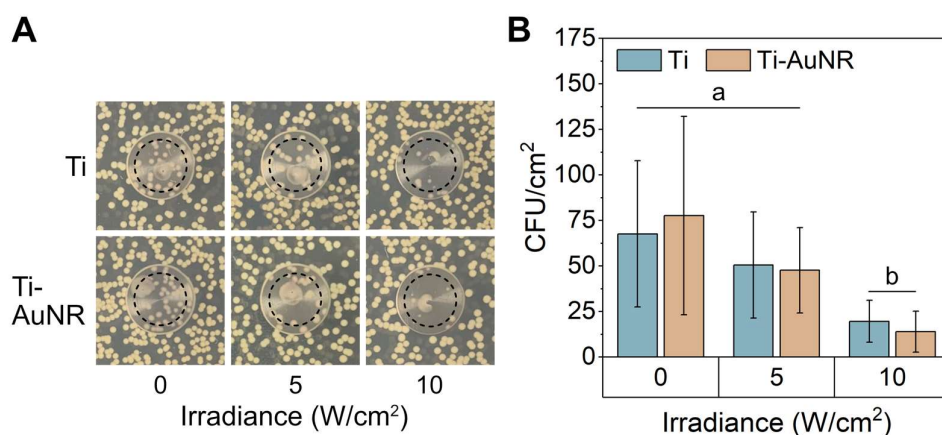 A
Ti
Ti-
AuNR
0 5 10
Irradiance (W/cm²)
B
175
150
125
100
75
50
25
0
CFU/cm²
Ti Ti-AuNR
a
b
0 5 10
Irradiance (W/cm²)